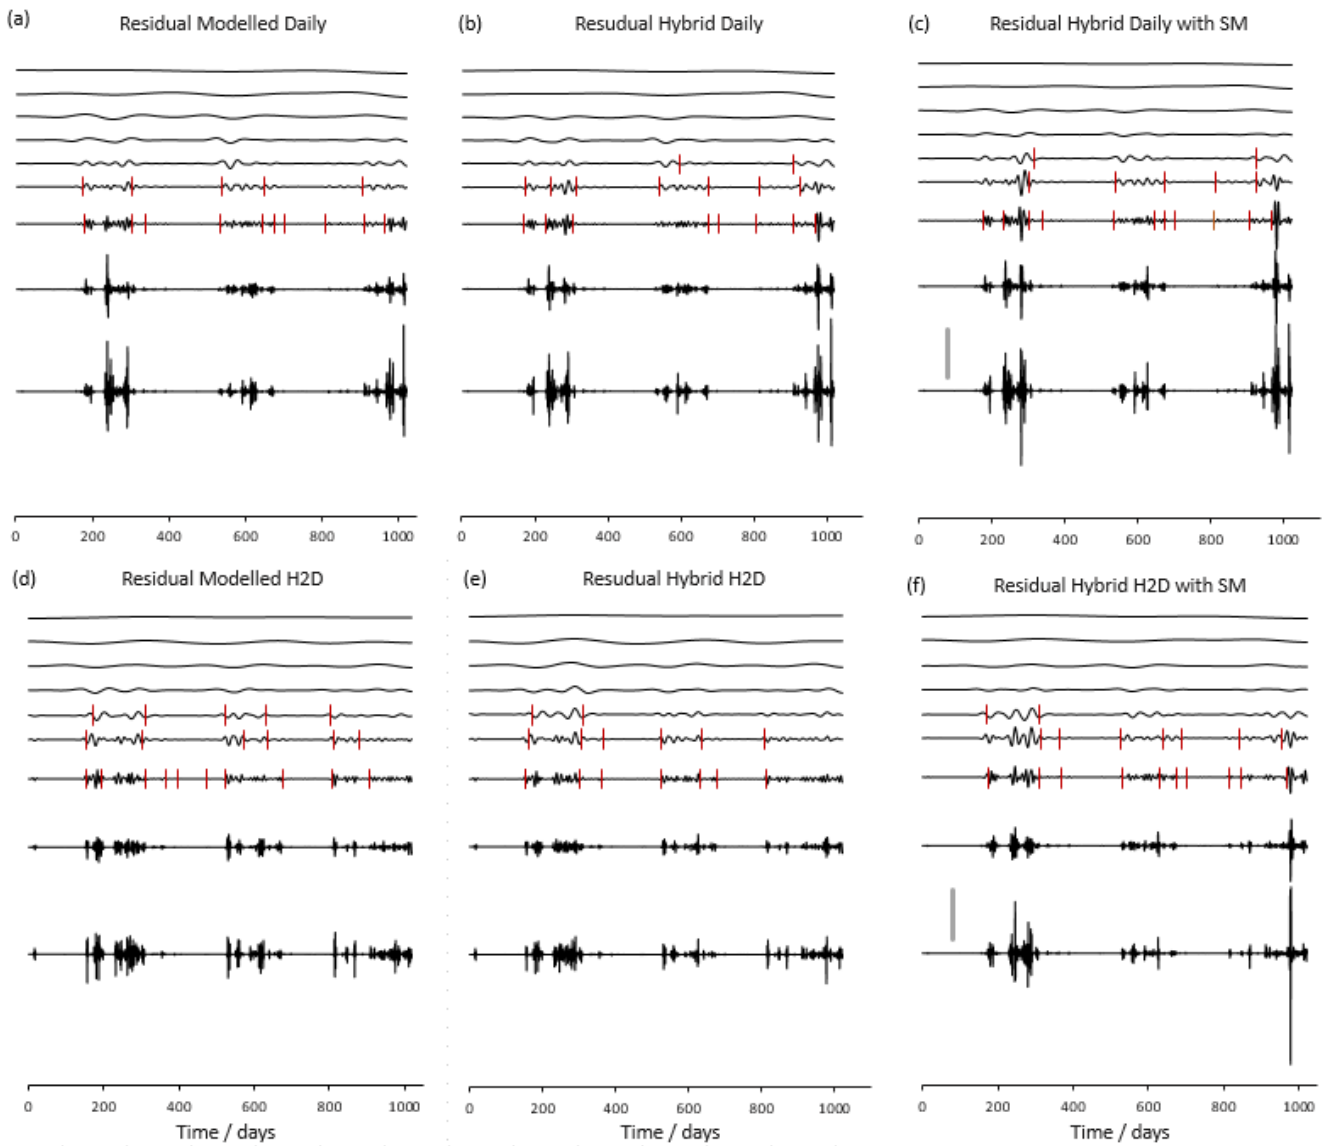 (a) Residual Modelled Daily
(b) Resudual Hybrid Daily
(c) Residual Hybrid Daily with SM
0 200 400 600 800 1000
0 200 400 600 800 1000
0 200 400 600 800 1000
(d) Residual Modelled H2D
(e) Resudual Hybrid H2D
(f) Residual Hybrid H2D with SM
0 200 400 600 800 1000
Time / days
0 200 400 600 800 1000
Time / days
0 200 400 600 800 1000
Time / days